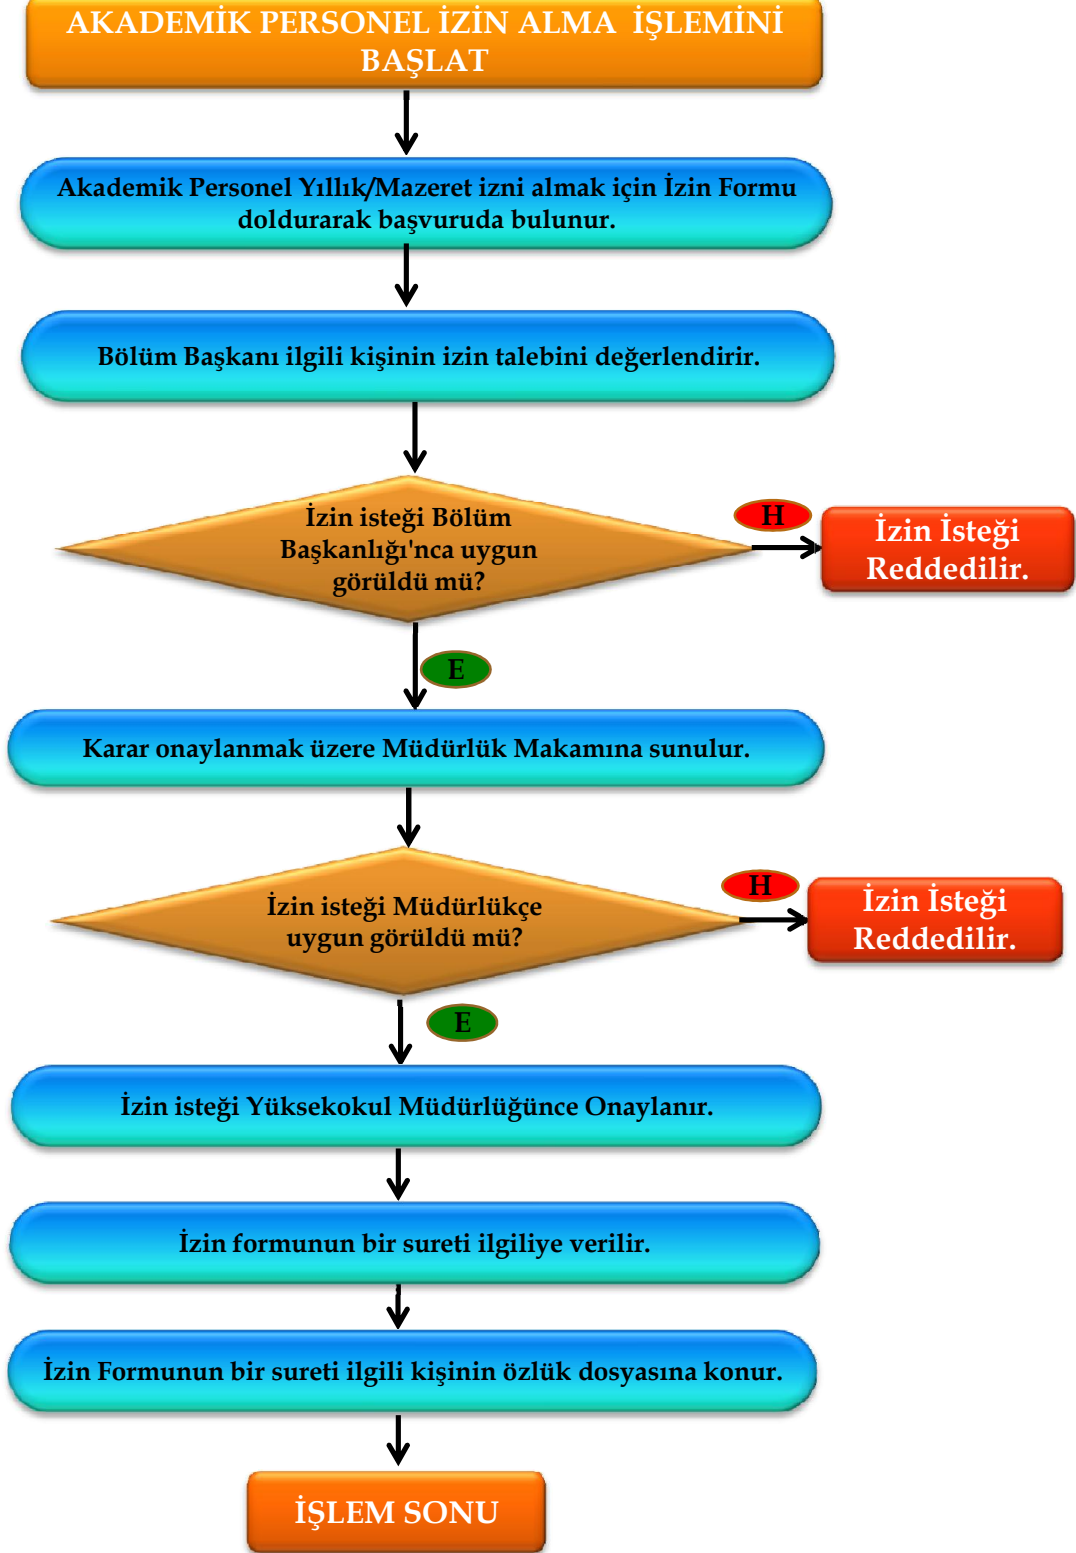 AKADEMİK PERSONEL İZİN ALMA İŞLEMİNİ
BAŞLAT
Akademik Personel Yıllık/Mazeret izni almak için İzin Formu
doldurarak başvuruda bulunur.
Bölüm Başkanı ilgili kişinin izin talebini değerlendirir.
İzin isteği Bölüm
Başkanlığı'nca uygun
görüldü mü?
H
İzin İsteği
Reddedilir.
E
Karar onaylanmak üzere Müdürlük Makamına sunulur.
İzin isteği Müdürlükçe
uygun görüldü mü?
H
İzin İsteği
Reddedilir.
E
İzin isteği Yüksekokul Müdürlüğünce Onaylanır.
İzin formunun bir sureti ilgiliye verilir.
İzin Formunun bir sureti ilgili kişinin özlük dosyasına konur.
İŞLEM SONU